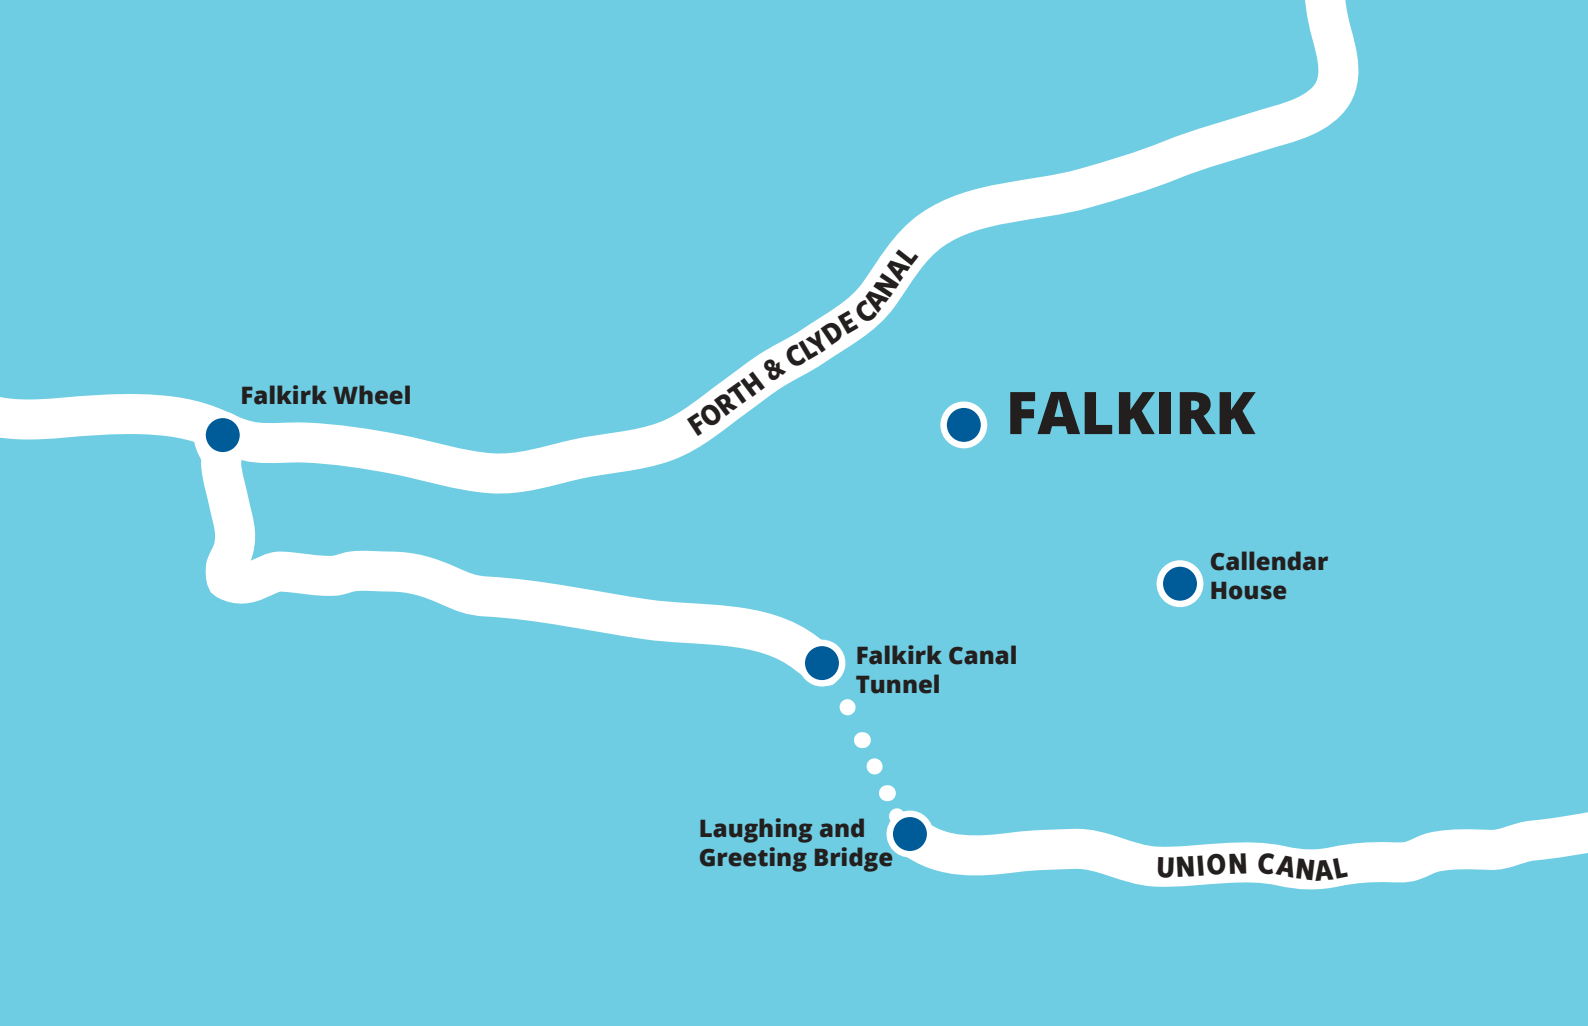 FORTH & CLYDE CANAL
Falkirk Wheel
FALKIRK
Callendar
House
Falkirk Canal
Tunnel
Laughing and
Greeting Bridge
UNION CANAL